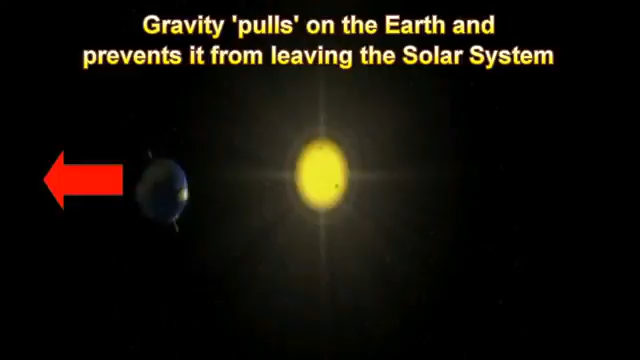 Gravity 'pulls' on the Earth and
prevents it from leaving the Solar System